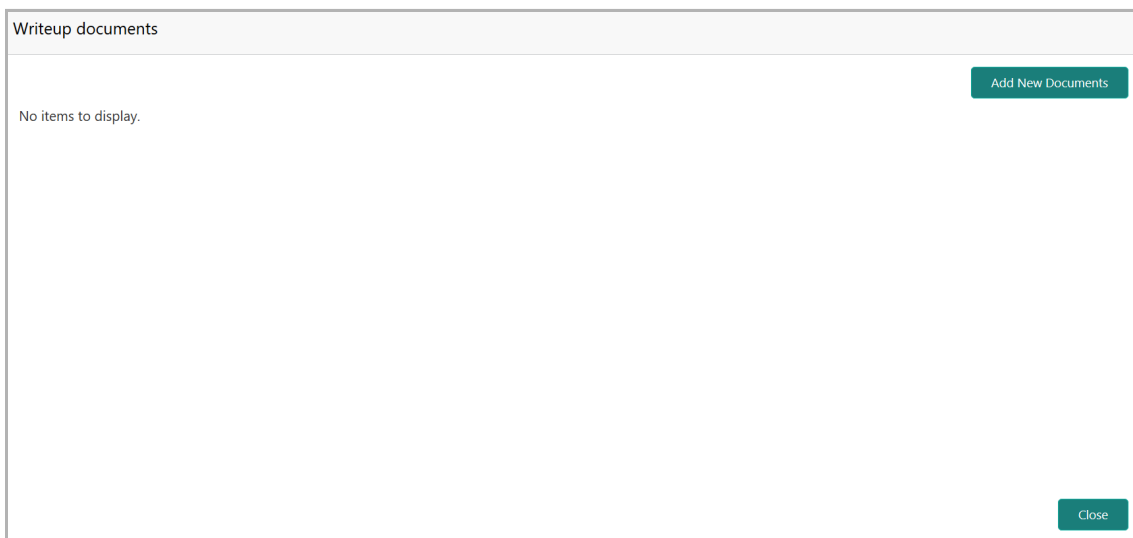 Writeup documents
Add New Documents
No items to display.
Close